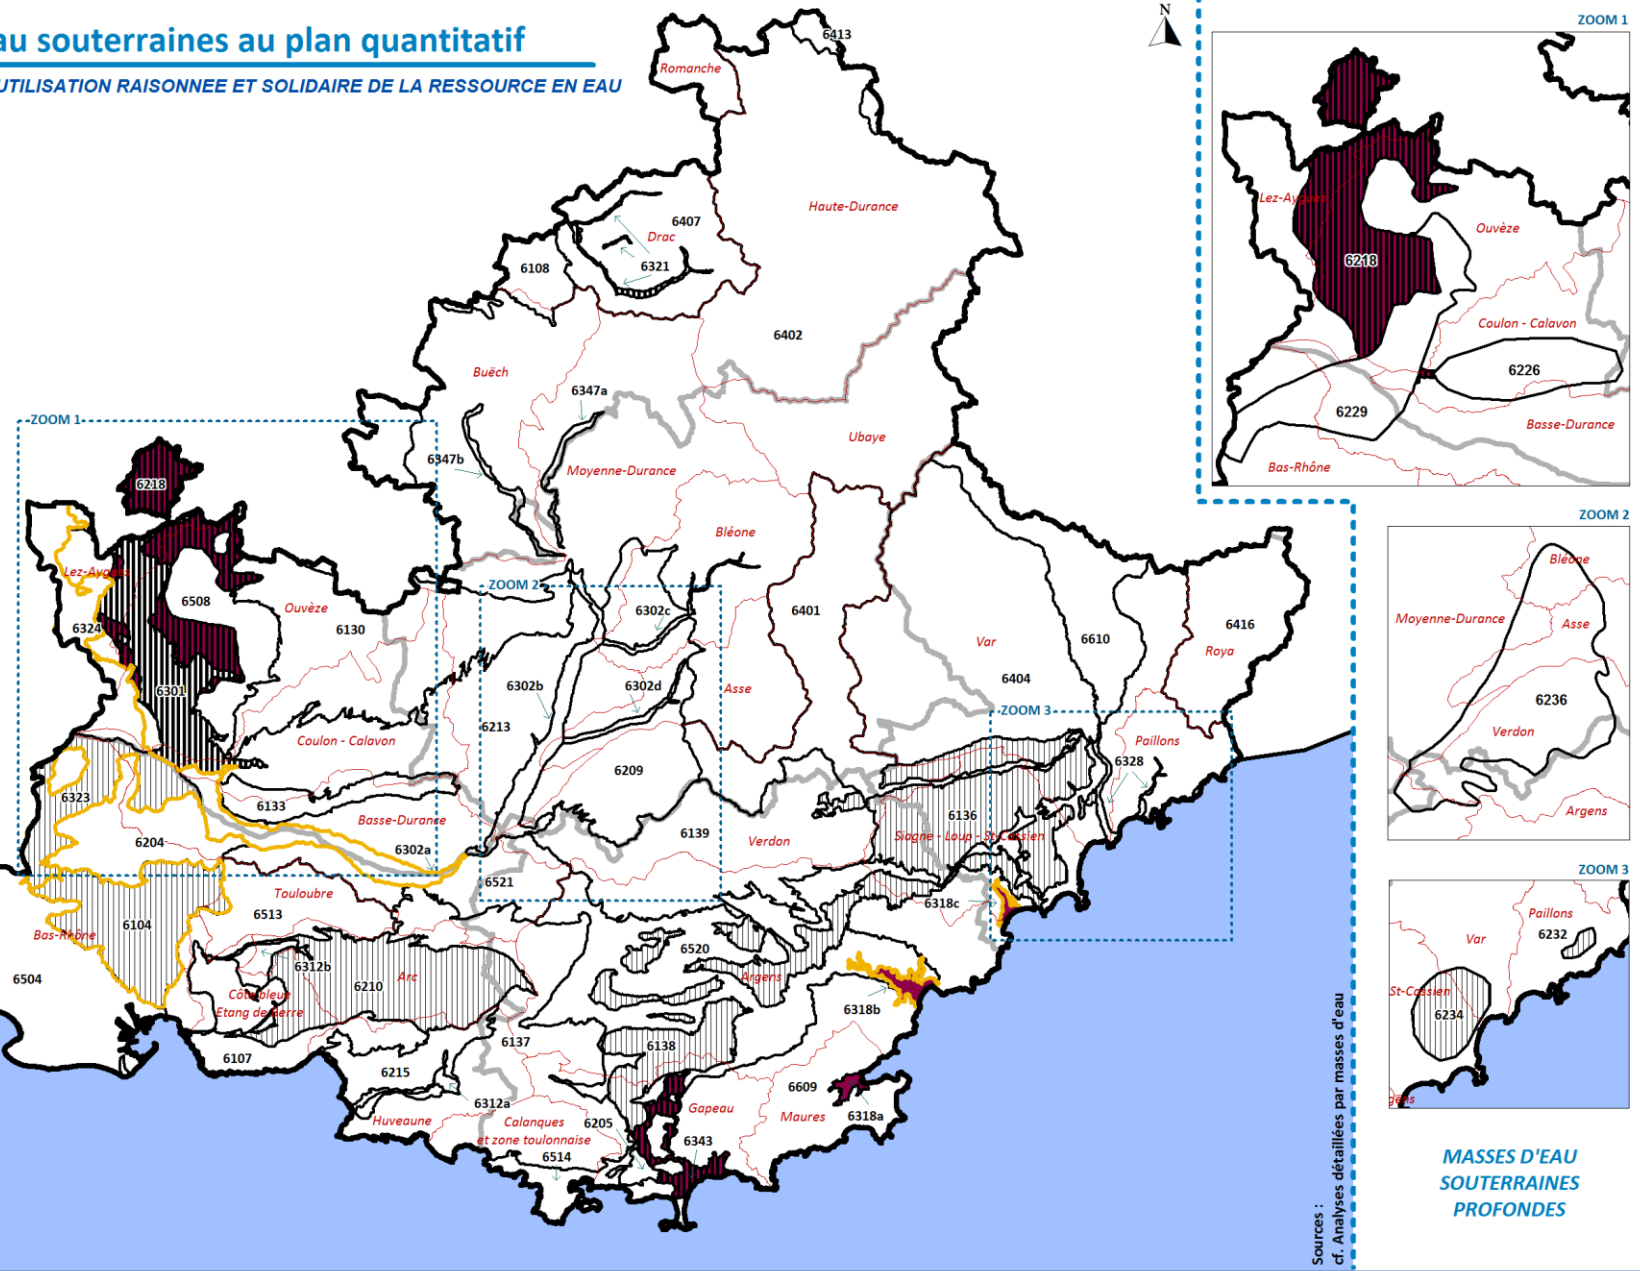 au souterraines au plan quantitatif
UTILISATION RAISONNEE ET SOLIDAIRE DE LA RESSOURCE EN EAU
N
6413
Romanche
Haute-Durance
6407
Drac
6321
6108
6402
Buëch
6347a
Ubaye
6347b
Moyenne-Durance
ZOOM 1
6218
Bléone
Lez-Aygues
6508
Ouvèze
6324
6130
ZOOM 2
6302c
6401
6416
Var
6610
Roya
6301
6302b
6302d
Asse
6404
6213
ZOOM 3
Coulon - Calavon
Paillons
6328
6209
6323
6133
6136
Basse-Durance
6139
Verdon
Siagne - Loup - St-Cassien
6204
6302a
6521
Touloubre
6318c
6513
6104
Bas-Rhône
6520
6312b
6210
Arc
Argens
6504
Côte bleue
Etang de Berre
6318b
6137
6138
6107
6215
6609
6312a
Gapeau
Maures
6318a
Huveaune
Calanques
et zone toulonnaise
6205
6343
6514
ZOOM 1
Lez-Aygues
Ouvèze
6218
Coulon - Calavon
6226
6229
Basse-Durance
Bas-Rhône
ZOOM 2
Bléone
Moyenne-Durance
Asse
6236
Verdon
Argens
ZOOM 3
Paillons
Var
6232
St-Cassien
6234
gens
MASSES D'EAU
SOUTERRAINES
PROFONDES
Sources :
cf. Analyses détaillées par masses d'eau